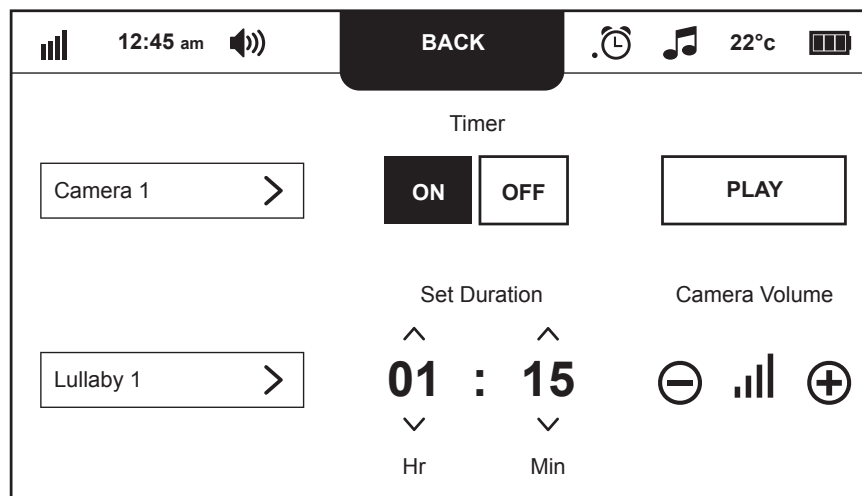 12:45 am
BACK
22°c
Timer
Camera 1
ON
OFF
PLAY
Set Duration
Camera Volume
Lullaby 1
01 : 15
Hr
Min